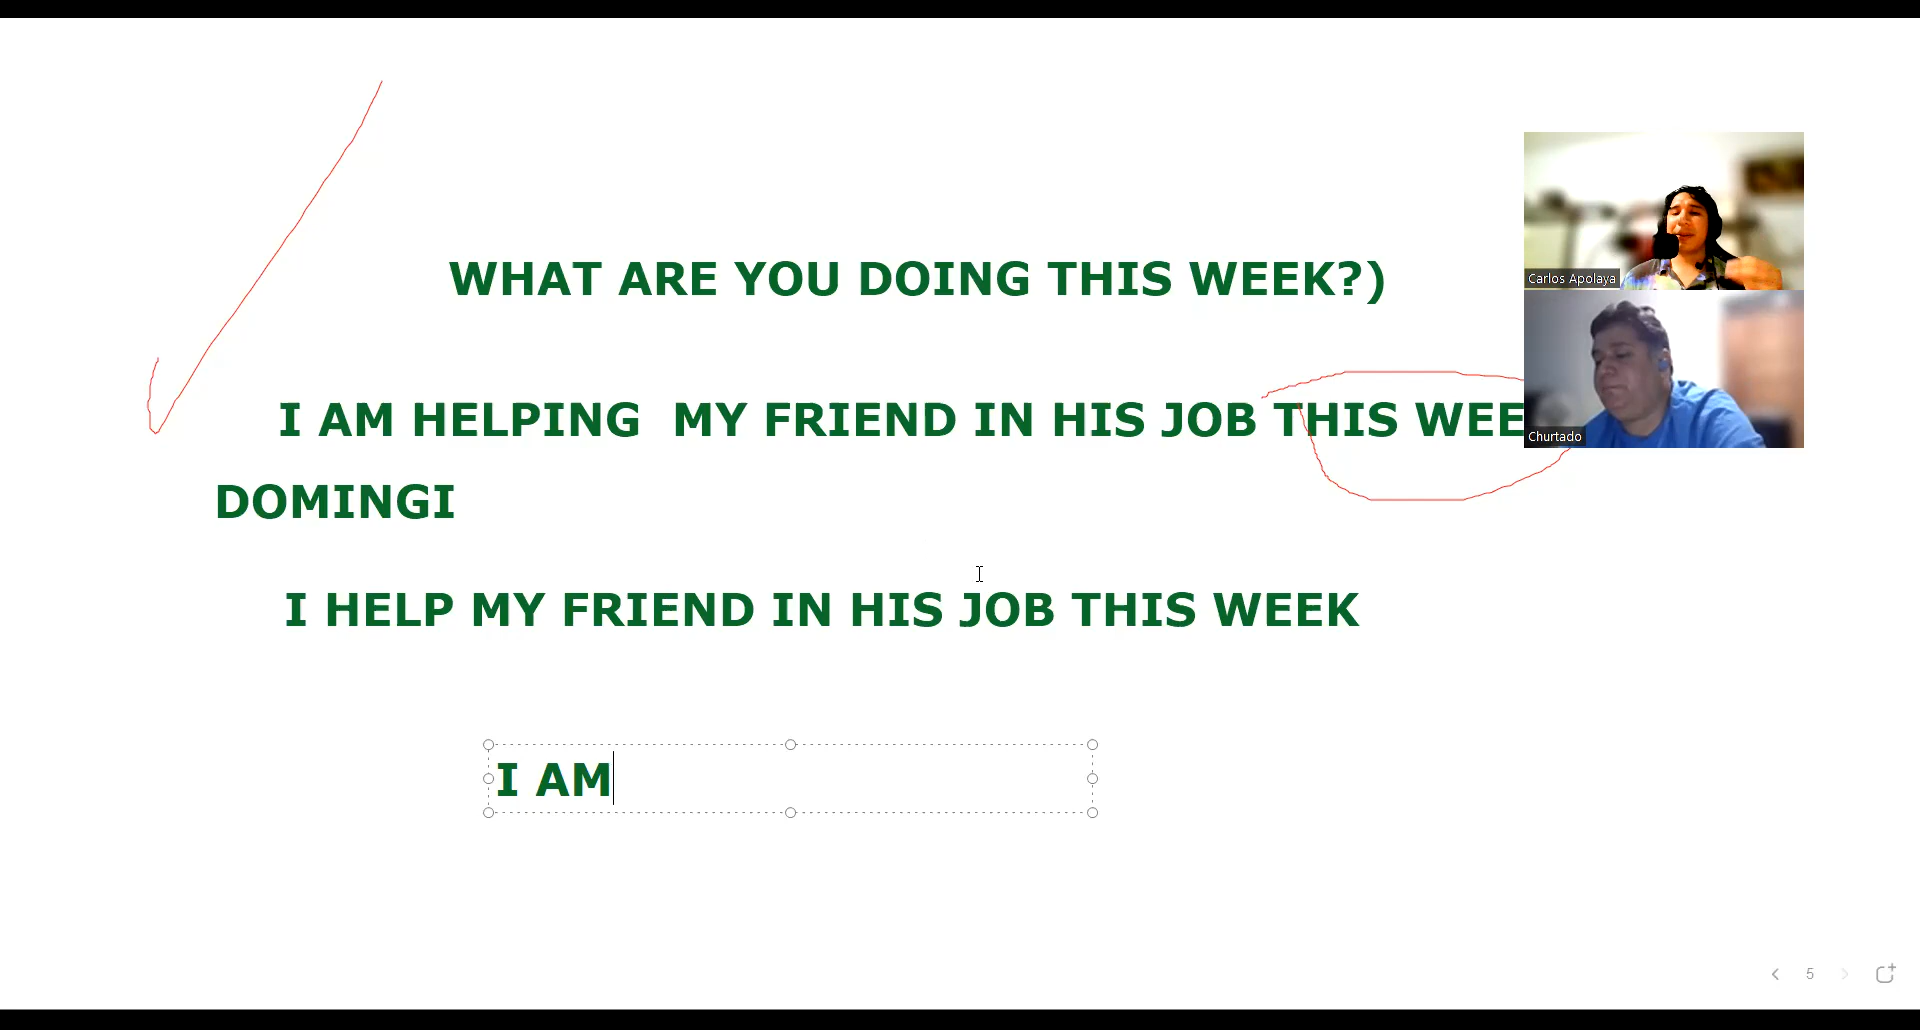 WHAT ARE YOU DOING THIS WEEK?)
Carlos Apolaya
I AM HELPING  MY FRIEND IN HIS JOB THIS WEE
Churtado
DOMINGI
I HELP MY FRIEND IN HIS JOB THIS WEEK
I AM
5